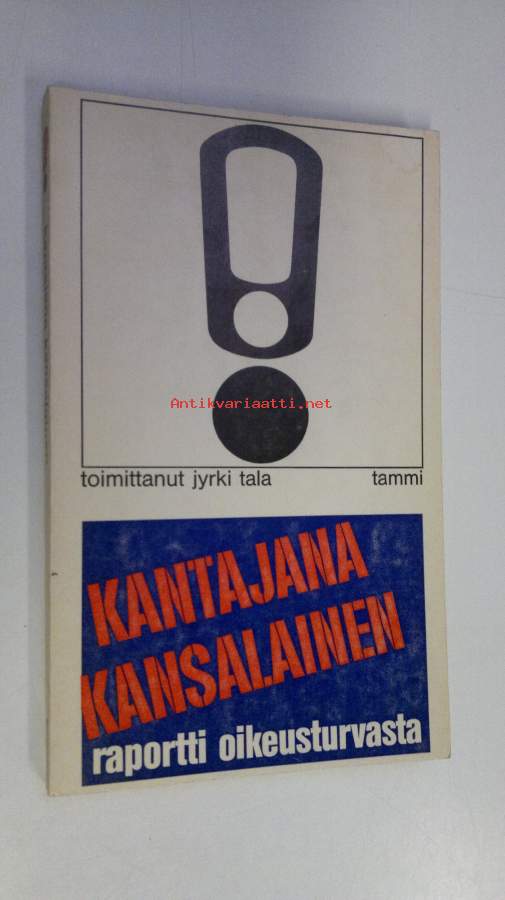 Antikvariaatti.net
toimittanut jyrki tala tammi
KANTAJANA
KANSALAINEN
raportti oikeusturvasta